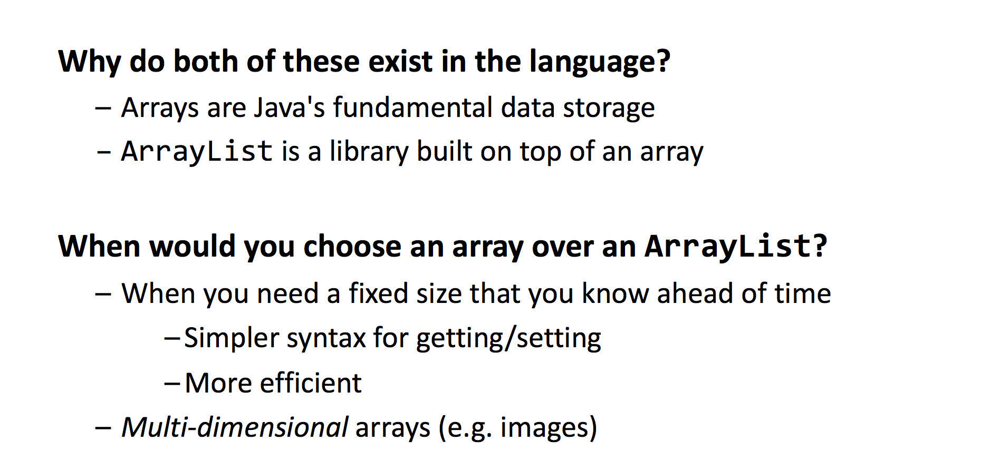 Why do both of these exist in the language?
– Arrays are Java's fundamental data storage
– ArrayList is a library built on top of an array
When would you choose an array over an ArrayList?
– When you need a fixed size that you know ahead of time
–Simpler syntax for getting/setting
–More efficient
– Multi-dimensional arrays (e.g. images)